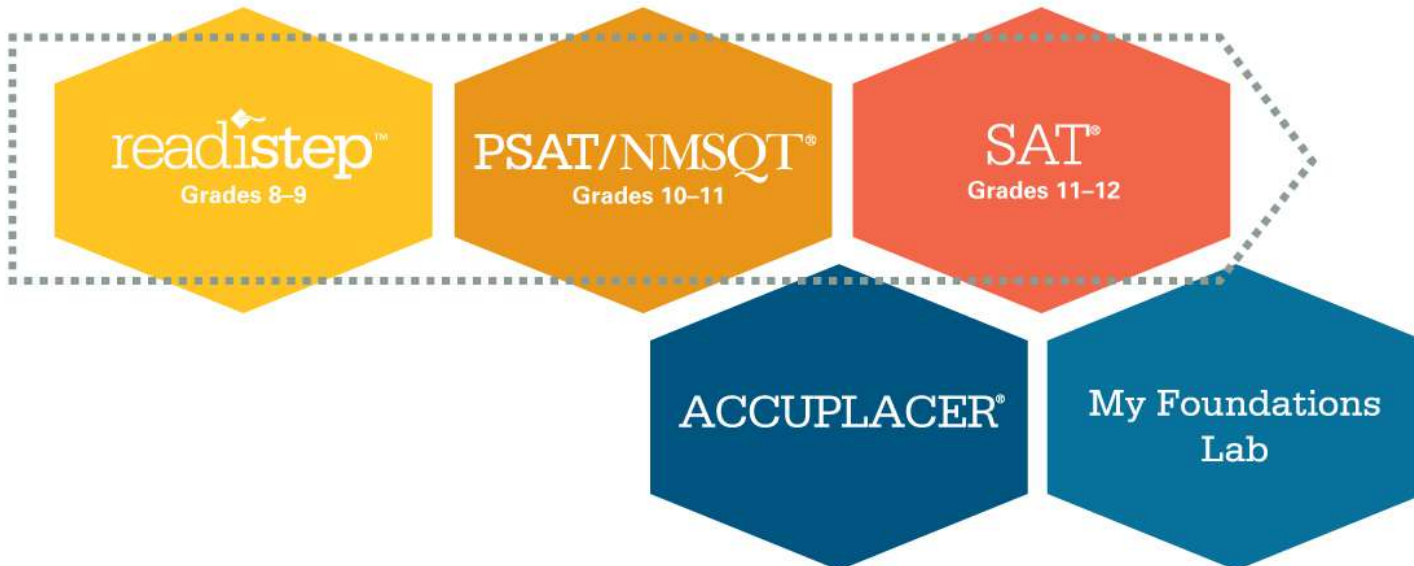 readistep™
Grades 8–9
PSAT/NMSQT®
Grades 10–11
SAT®
Grades 11–12
ACCUPLACER®
My Foundations
Lab